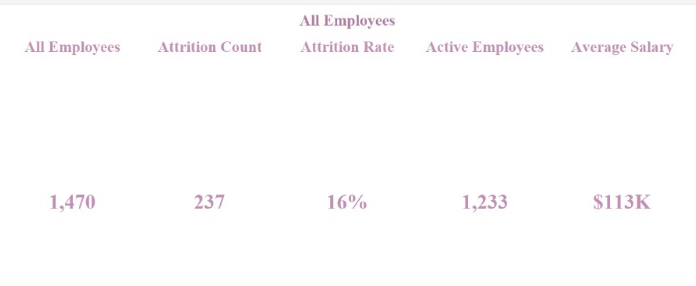 All Employees
All Employees Attrition Count Attrition Rate Active Employees Average Salary
1,470 237 16% 1,233 $113K